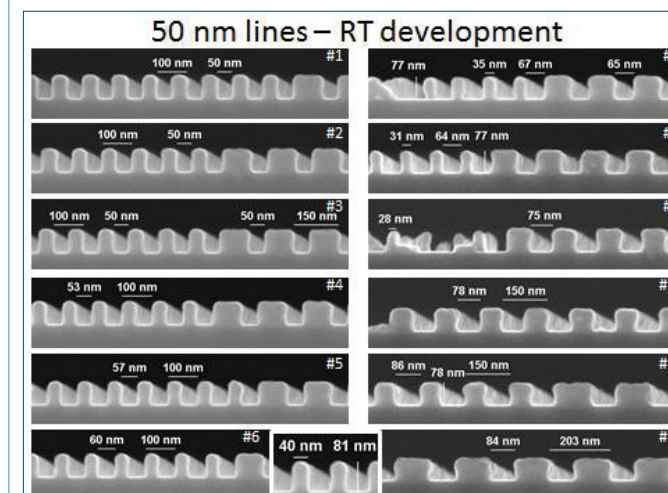 50 nm lines – RT development
100 nm 50 nm #1
77 nm 35 nm 67 nm 65 nm #
100 nm 50 nm #2
31 nm 64 nm 77 nm #
100 nm 50 nm 50 nm 150 nm #3
28 nm 75 nm #
53 nm 100 nm #4
78 nm 150 nm #
57 nm 100 nm #5
86 nm 78 nm 150 nm #
60 nm 100 nm #6
40 nm 81 nm
84 nm 203 nm #